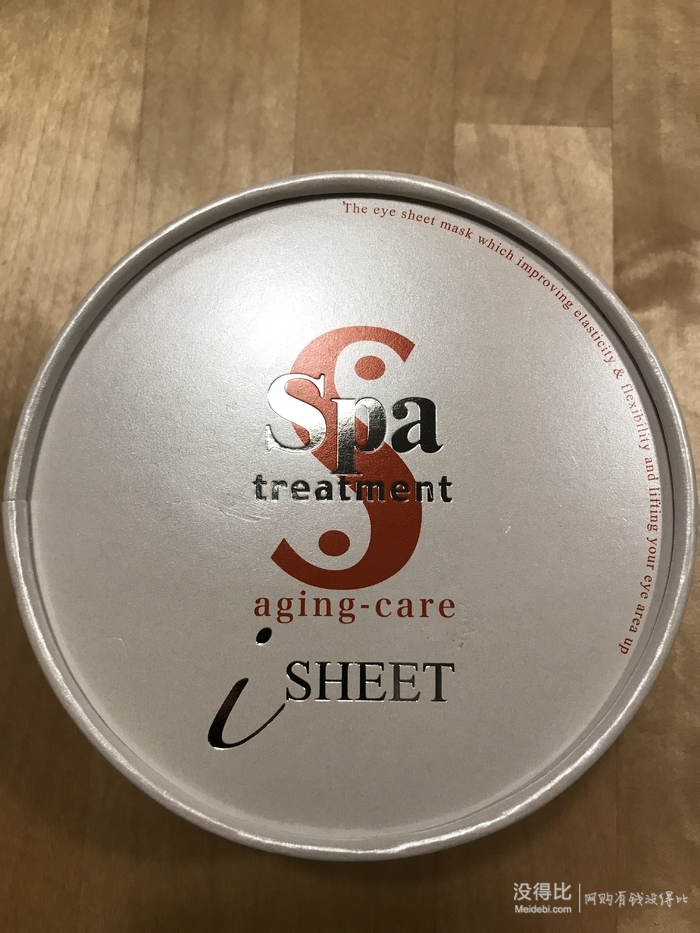 The eye sheet mask which improving elasticity & flexibility and lifting your eye area up
Spa
treatment
aging-care
i SHEET
没得比
Meidebi.com
网购有钱没得比